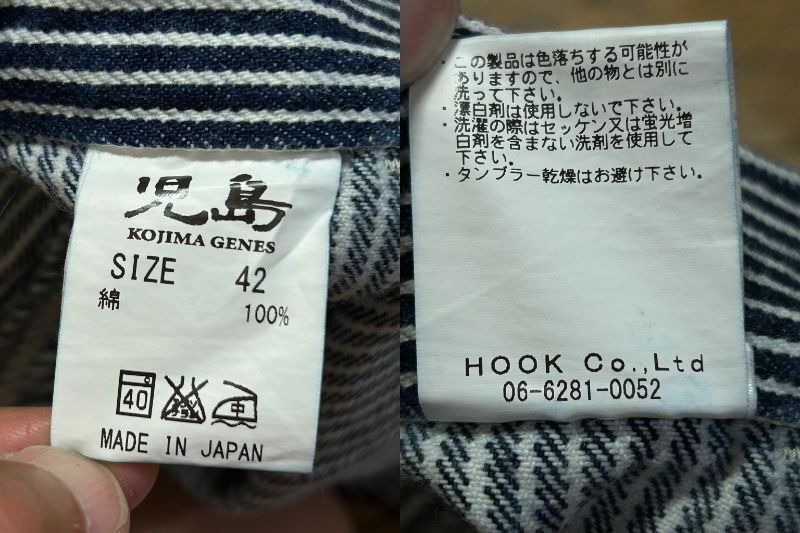 児島
KOJIMA GENES
SIZE 42
綿 100%
40
中
MADE IN JAPAN
・この製品は色落ちする可能性が
ありますので、他の物とは別に
洗って下さい。
・漂白剤は使用しないで下さい。
・洗濯の際はセッケン又は蛍光増
白剤を含まない洗剤を使用して
下さい。
・タンブラー乾燥はお避け下さい。
HOOK Co.,Ltd
06-6281-0052